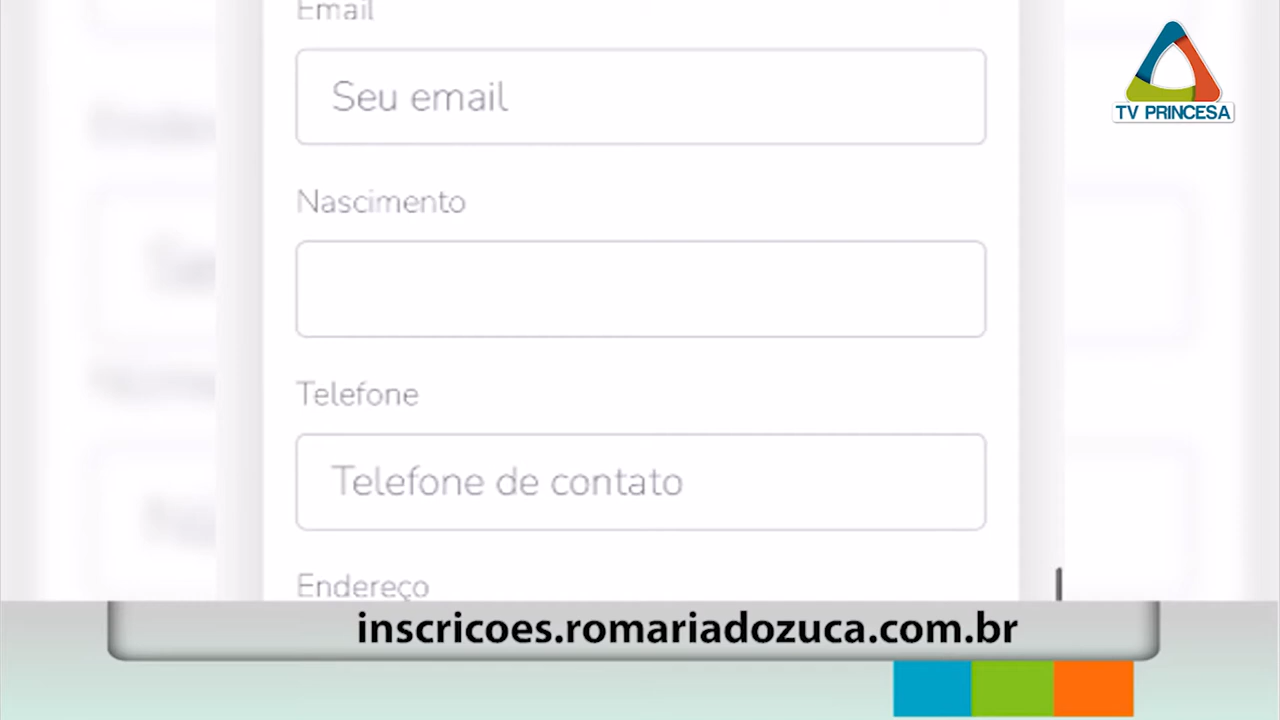 Email
TV PRINCESA
Seu email
Nascimento
Telefone
Telefone de contato
Endereço
inscricoes.romariadozuca.com.br